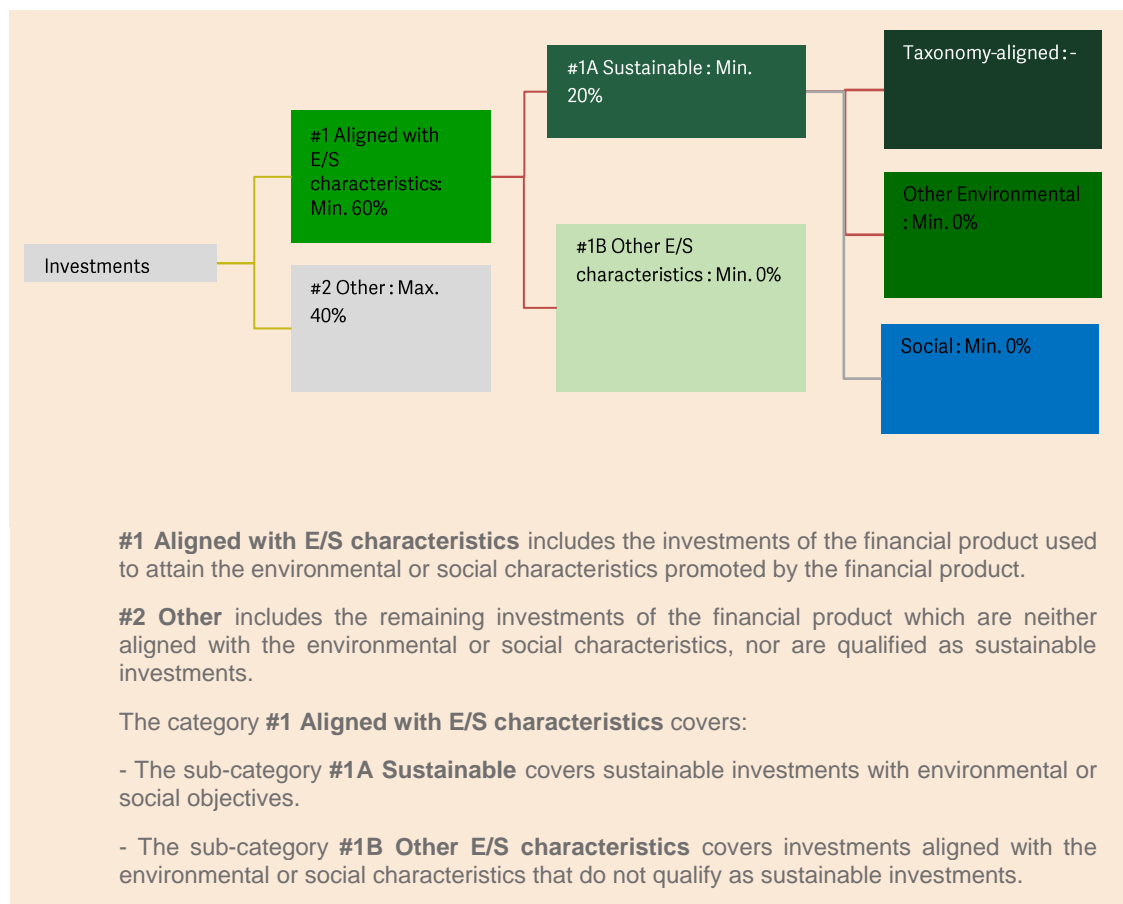 Investments
#1 Aligned with
E/S
characteristics:
Min. 60%
#2 Other : Max.
40%
#1A Sustainable : Min.
20%
#1B Other E/S
characteristics : Min. 0%
Taxonomy-aligned : -
Other Environmental
: Min. 0%
Social : Min. 0%
#1 Aligned with E/S characteristics includes the investments of the financial product used
to attain the environmental or social characteristics promoted by the financial product.
#2 Other includes the remaining investments of the financial product which are neither
aligned with the environmental or social characteristics, nor are qualified as sustainable
investments.
The category #1 Aligned with E/S characteristics covers:
- The sub-category #1A Sustainable covers sustainable investments with environmental or
social objectives.
- The sub-category #1B Other E/S characteristics covers investments aligned with the
environmental or social characteristics that do not qualify as sustainable investments.